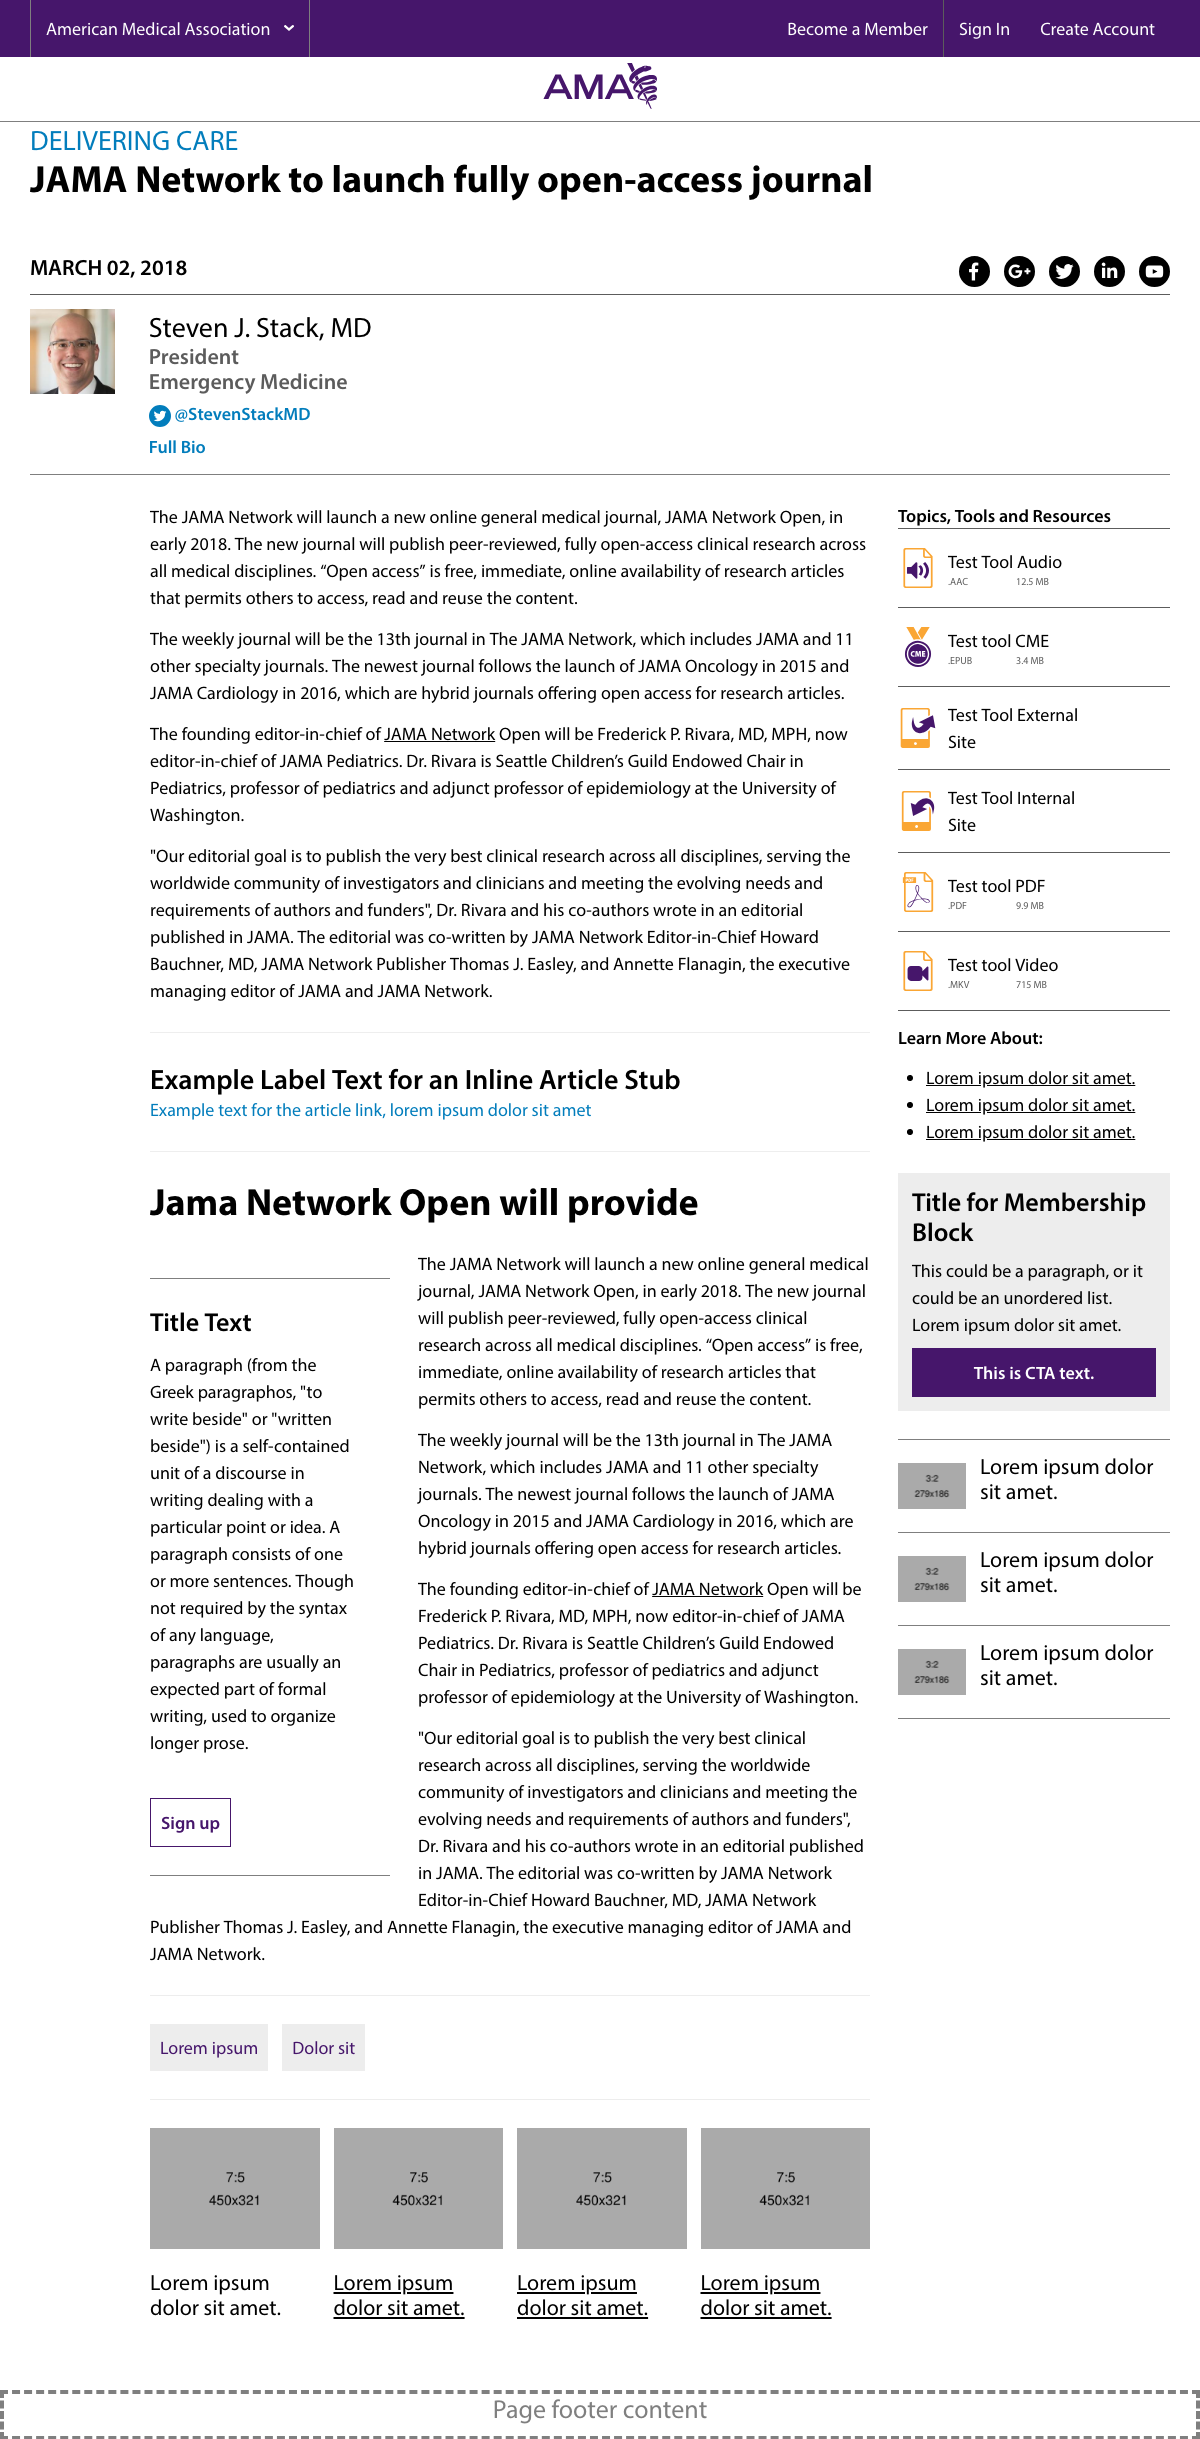 American Medical Association
Become a Member
Sign In
Create Account
AMA
DELIVERING CARE
JAMA Network to launch fully open-access journal
MARCH 02, 2018
Steven J. Stack, MD
President
Emergency Medicine
@StevenStackMD
Full Bio
The JAMA Network will launch a new online general medical journal, JAMA Network Open, in
early 2018. The new journal will publish peer-reviewed, fully open-access clinical research across
all medical disciplines. “Open access” is free, immediate, online availability of research articles
that permits others to access, read and reuse the content.
The weekly journal will be the 13th journal in The JAMA Network, which includes JAMA and 11
other specialty journals. The newest journal follows the launch of JAMA Oncology in 2015 and
JAMA Cardiology in 2016, which are hybrid journals offering open access for research articles.
The founding editor-in-chief of JAMA Network Open will be Frederick P. Rivara, MD, MPH, now
editor-in-chief of JAMA Pediatrics. Dr. Rivara is Seattle Children’s Guild Endowed Chair in
Pediatrics, professor of pediatrics and adjunct professor of epidemiology at the University of
Washington.
"Our editorial goal is to publish the very best clinical research across all disciplines, serving the
worldwide community of investigators and clinicians and meeting the evolving needs and
requirements of authors and funders", Dr. Rivara and his co-authors wrote in an editorial
published in JAMA. The editorial was co-written by JAMA Network Editor-in-Chief Howard
Bauchner, MD, JAMA Network Publisher Thomas J. Easley, and Annette Flanagin, the executive
managing editor of JAMA and JAMA Network.
Example Label Text for an Inline Article Stub
Example text for the article link, lorem ipsum dolor sit amet
Jama Network Open will provide
Title Text
A paragraph (from the
Greek paragraphos, "to
write beside" or "written
beside") is a self-contained
unit of a discourse in
writing dealing with a
particular point or idea. A
paragraph consists of one
or more sentences. Though
not required by the syntax
of any language,
paragraphs are usually an
expected part of formal
writing, used to organize
longer prose.
Sign up
The JAMA Network will launch a new online general medical
journal, JAMA Network Open, in early 2018. The new journal
will publish peer-reviewed, fully open-access clinical
research across all medical disciplines. “Open access” is free,
immediate, online availability of research articles that
permits others to access, read and reuse the content.
The weekly journal will be the 13th journal in The JAMA
Network, which includes JAMA and 11 other specialty
journals. The newest journal follows the launch of JAMA
Oncology in 2015 and JAMA Cardiology in 2016, which are
hybrid journals offering open access for research articles.
The founding editor-in-chief of JAMA Network Open will be
Frederick P. Rivara, MD, MPH, now editor-in-chief of JAMA
Pediatrics. Dr. Rivara is Seattle Children’s Guild Endowed
Chair in Pediatrics, professor of pediatrics and adjunct
professor of epidemiology at the University of Washington.
"Our editorial goal is to publish the very best clinical
research across all disciplines, serving the worldwide
community of investigators and clinicians and meeting the
evolving needs and requirements of authors and funders",
Dr. Rivara and his co-authors wrote in an editorial published
in JAMA. The editorial was co-written by JAMA Network
Editor-in-Chief Howard Bauchner, MD, JAMA Network
Publisher Thomas J. Easley, and Annette Flanagin, the executive managing editor of JAMA and
JAMA Network.
Lorem ipsum
Dolor sit
7:5
450x321
7:5
450x321
7:5
450x321
7:5
450x321
Lorem ipsum
dolor sit amet.
Lorem ipsum
dolor sit amet.
Lorem ipsum
dolor sit amet.
Lorem ipsum
dolor sit amet.
Topics, Tools and Resources
Test Tool Audio
.AAC 12.5 MB
CME
Test tool CME
.EPUB 3.4 MB
Test Tool External
Site
Test Tool Internal
Site
PDF
Test tool PDF
.PDF 9.9 MB
Test tool Video
.MKV 715 MB
Learn More About:
Lorem ipsum dolor sit amet.
Lorem ipsum dolor sit amet.
Lorem ipsum dolor sit amet.
Title for Membership
Block
This could be a paragraph, or it
could be an unordered list.
Lorem ipsum dolor sit amet.
This is CTA text.
3:2
279x186
Lorem ipsum dolor
sit amet.
3:2
279x186
Lorem ipsum dolor
sit amet.
3:2
279x186
Lorem ipsum dolor
sit amet.
Page footer content